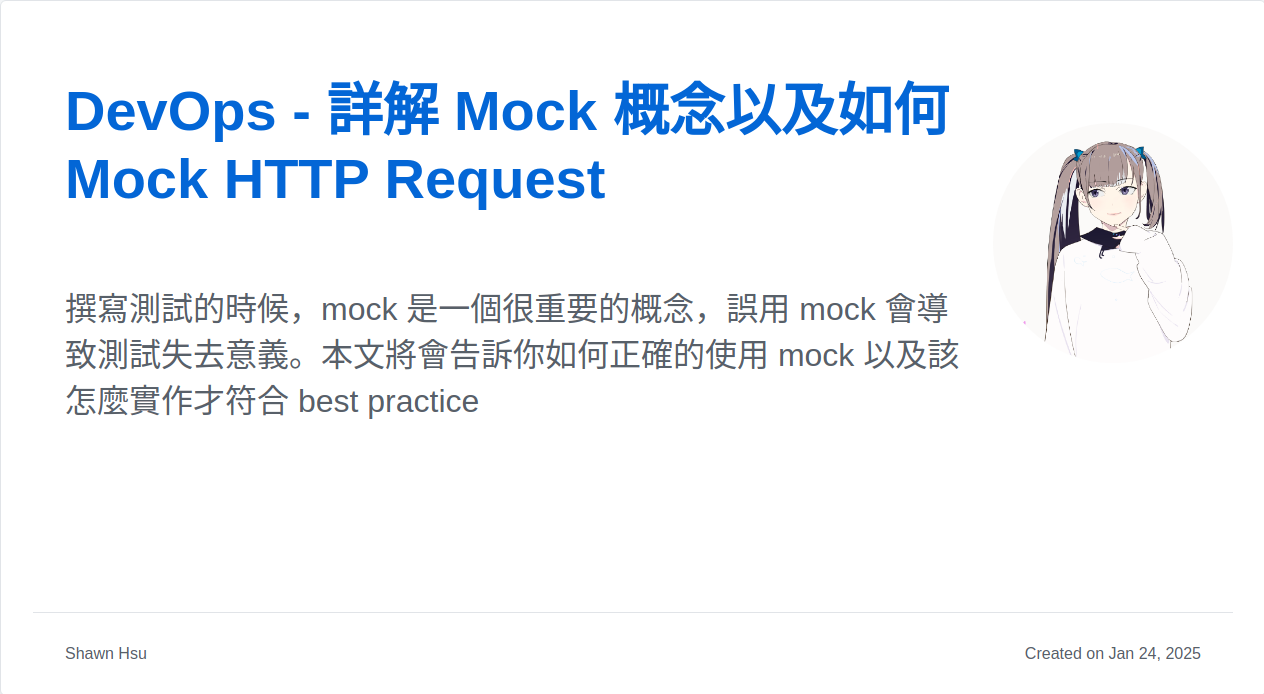 DevOps - 詳解 Mock 概念以及如何
Mock HTTP Request
撰寫測試的時候，mock 是一個很重要的概念，誤用 mock 會導
致測試失去意義。本文將會告訴你如何正確的使用 mock 以及該
怎麼實作才符合 best practice
Shawn Hsu
Created on Jan 24, 2025